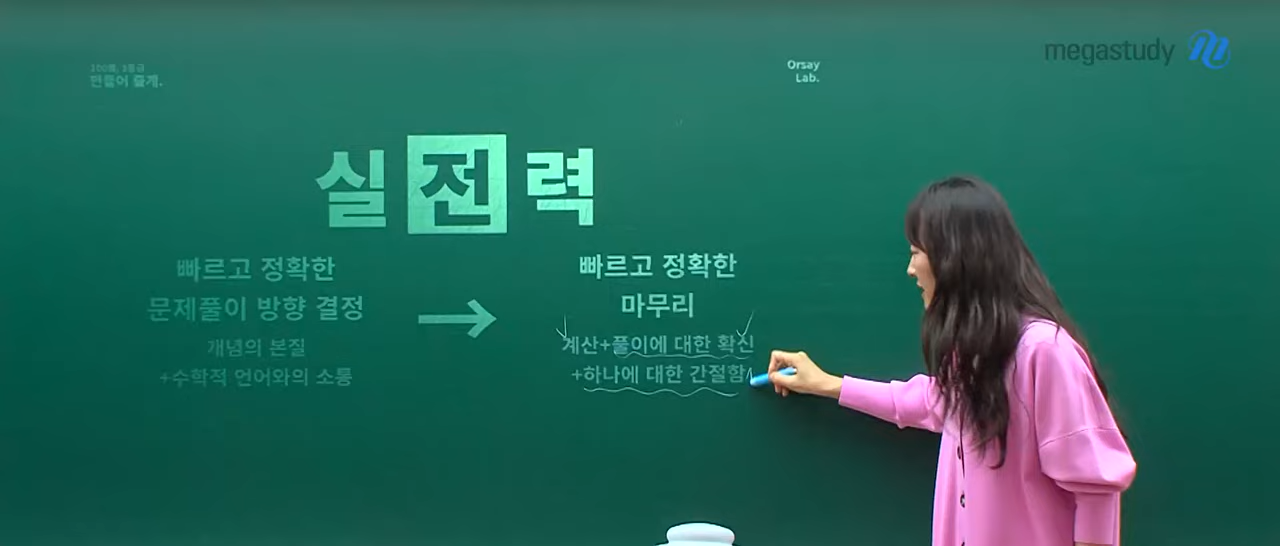 100점, 1등급
만들어 줄게.
Orsay
Lab.
megastudy
실전력
빠르고 정확한
문제풀이 방향 결정
개념의 본질
+수학적 언어와의 소통
→
빠르고 정확한
마무리
계산+풀이에 대한 확신
+하나에 대한 간절함